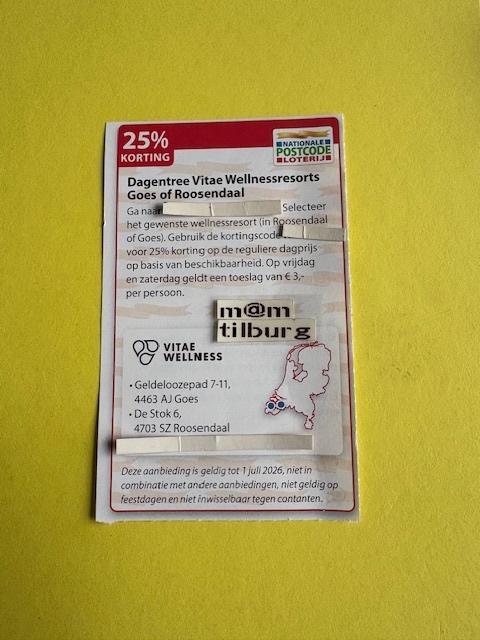 25%
KORTING
NATIONALE
POSTCODE
LOTERIJ
Dagentree Vitae Wellnessresorts
Goes of Roosendaal
Ga naar Selecteer
het gewenste wellnessresort (in Roosendaal
of Goes). Gebruik de kortingscode
voor 25% korting op de reguliere dagprijs
op basis van beschikbaarheid. Op vrijdag
en zaterdag geldt een toeslag van € 3,-
per persoon.
m@m
tilburg
VITAE
WELLNESS
• Geldeloozepad 7-11,
4463 AJ Goes
• De Stok 6,
4703 SZ Roosendaal
Deze aanbieding is geldig tot 1 juli 2026, niet in
combinatie met andere aanbiedingen, niet geldig op
feestdagen en niet inwisselbaar tegen contanten.